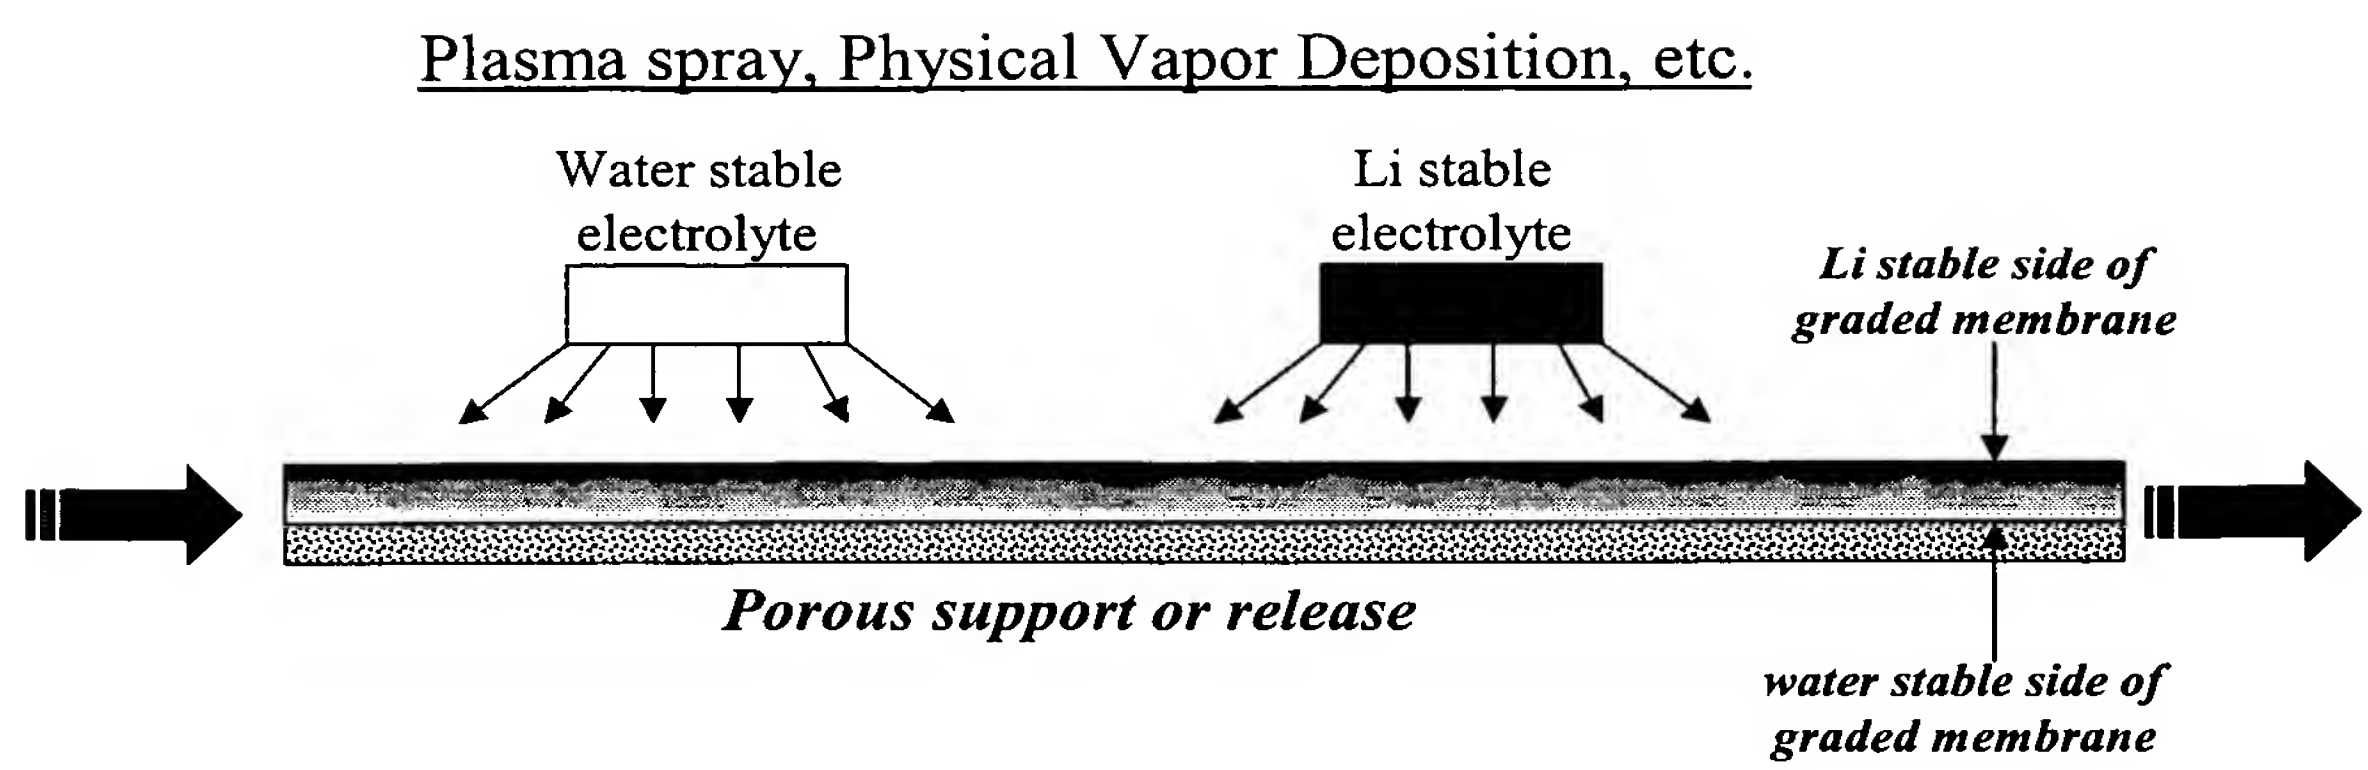 Plasma spray, Physical Vapor Deposition, etc.
Water stable
electrolyte
Li stable
electrolyte
Li stable side of
graded membrane
Porous support or release
water stable side of
graded membrane